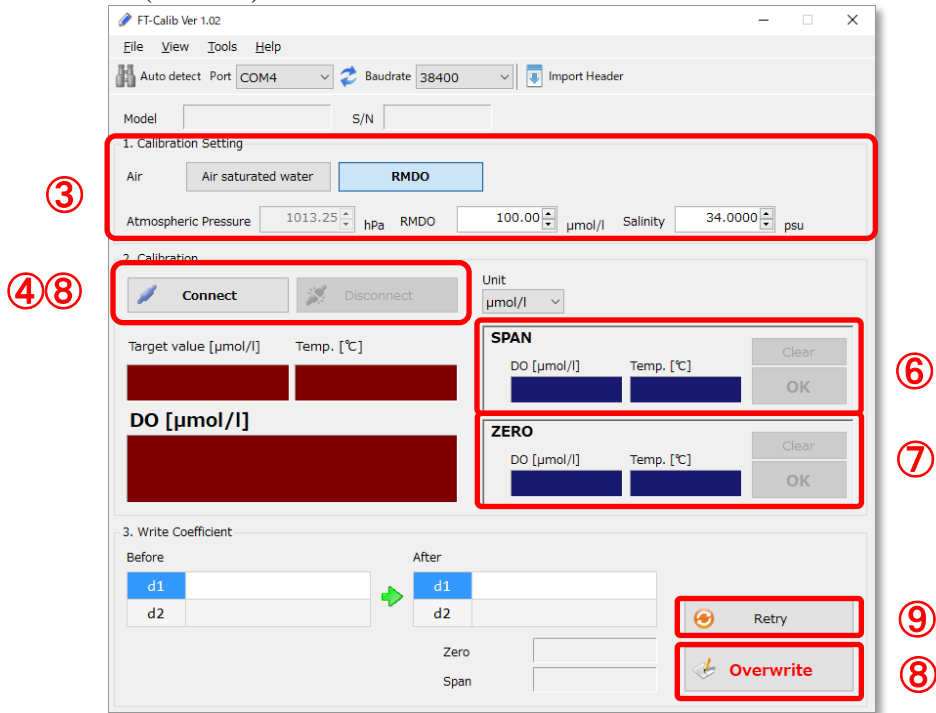 FT-Calib Ver 1.02
File View Tools Help
Auto detect Port COM4 Baudrate 38400 Import Header
Model S/N
1. Calibration Setting
Air Air saturated water RMDO
③
Atmospheric Pressure 1013.25 hPa RMDO 100.00 µmol/l Salinity 34.0000 psu
2. Calibration
④⑧
Connect Disconnect
Unit
µmol/l
Target value [µmol/l] Temp. [℃]
SPAN
DO [µmol/l] Temp. [℃]
Clear
OK
⑥
DO [µmol/l]
ZERO
DO [µmol/l] Temp. [℃]
Clear
OK
⑦
3. Write Coefficient
Before After
d1 d1
d2 d2
Retry
⑨
Zero
Span
Overwrite
⑧